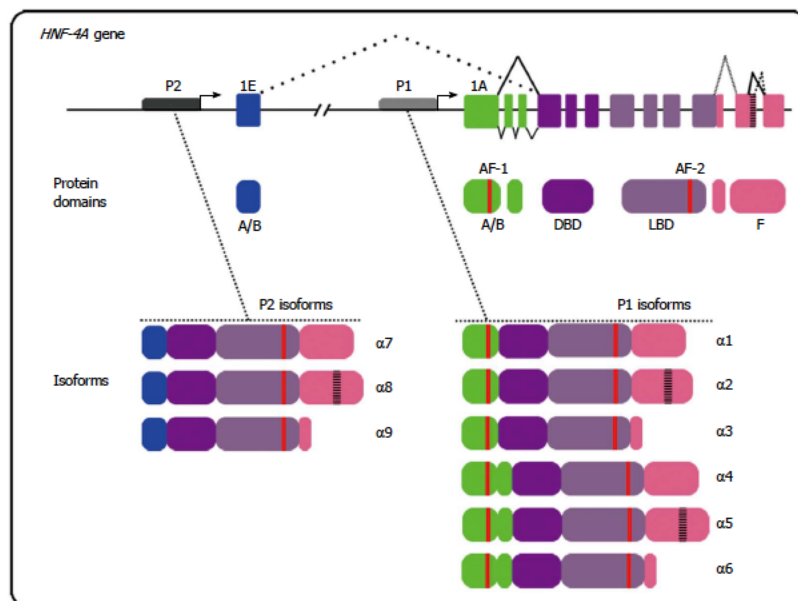 HNF-4A gene
P2 1E P1 1A
Protein domains
AF-1 AF-2
A/B A/B DBD LBD F
P2 isoforms P1 isoforms
Isoforms
α7
α8
α9
α1
α2
α3
α4
α5
α6